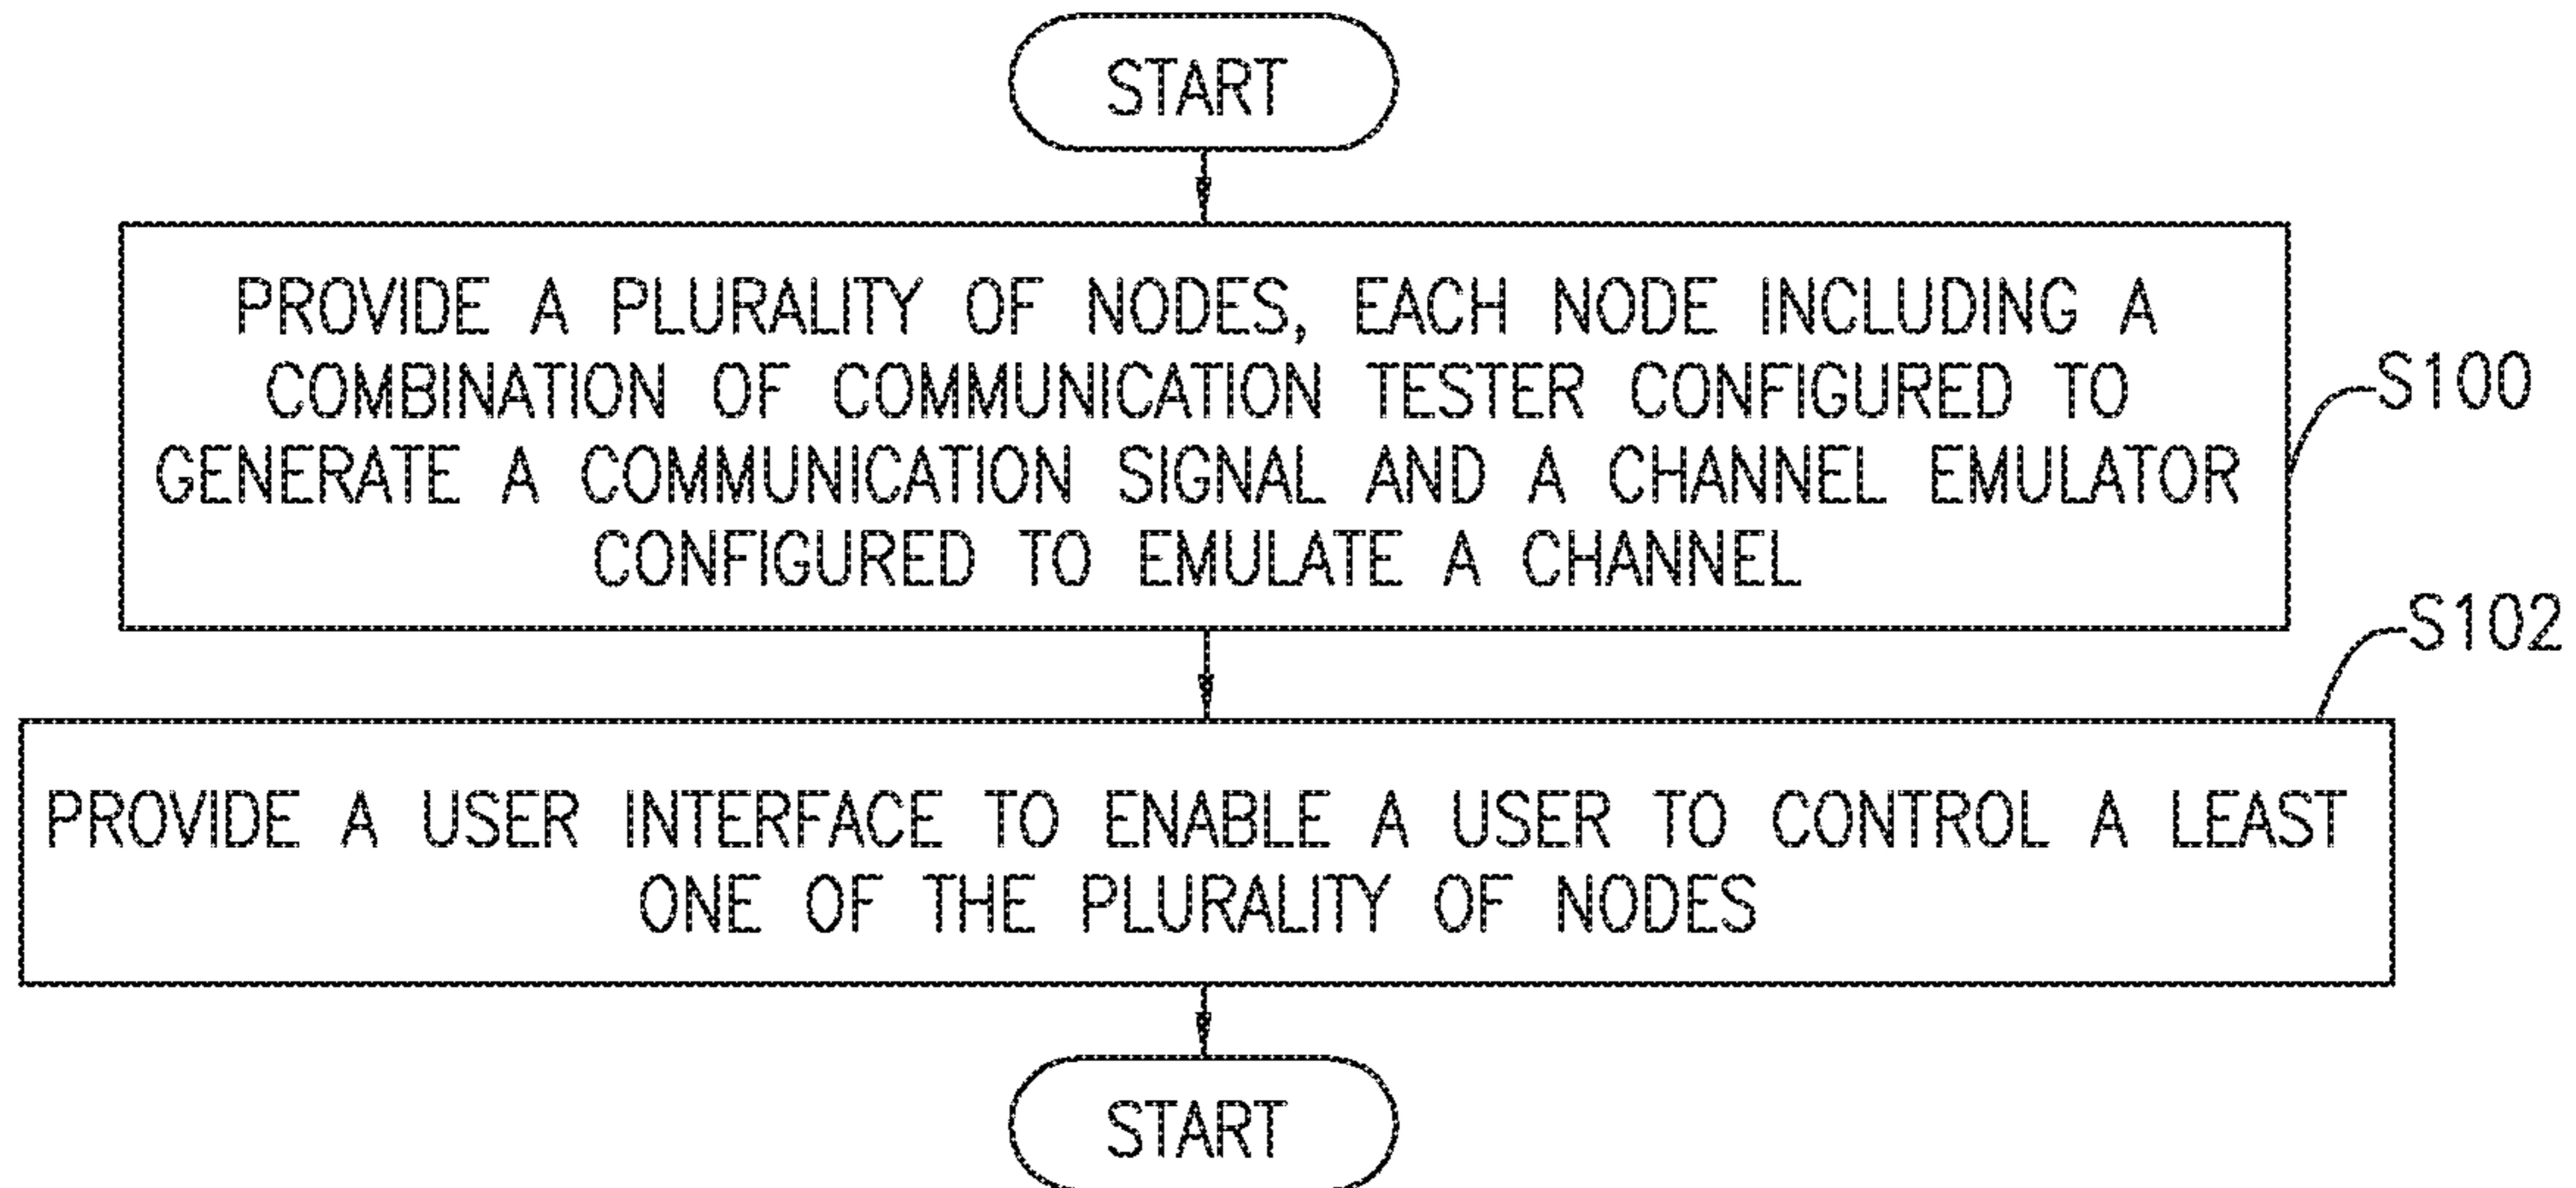 START
PROVIDE A PLURALITY OF NODES, EACH NODE INCLUDING A
COMBINATION OF COMMUNICATION TESTER CONFIGURED TO
GENERATE A COMMUNICATION SIGNAL AND A CHANNEL EMULATOR
CONFIGURED TO EMULATE A CHANNEL
S100
S102
PROVIDE A USER INTERFACE TO ENABLE A USER TO CONTROL A LEAST
ONE OF THE PLURALITY OF NODES
START